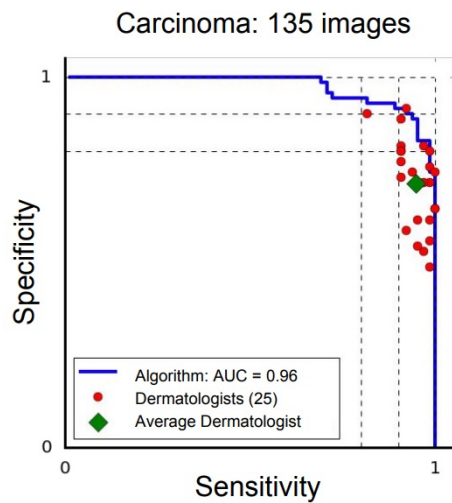 Carcinoma: 135 images
1
Specificity
Algorithm: AUC = 0.96
Dermatologists (25)
Average Dermatologist
0
0
1
Sensitivity